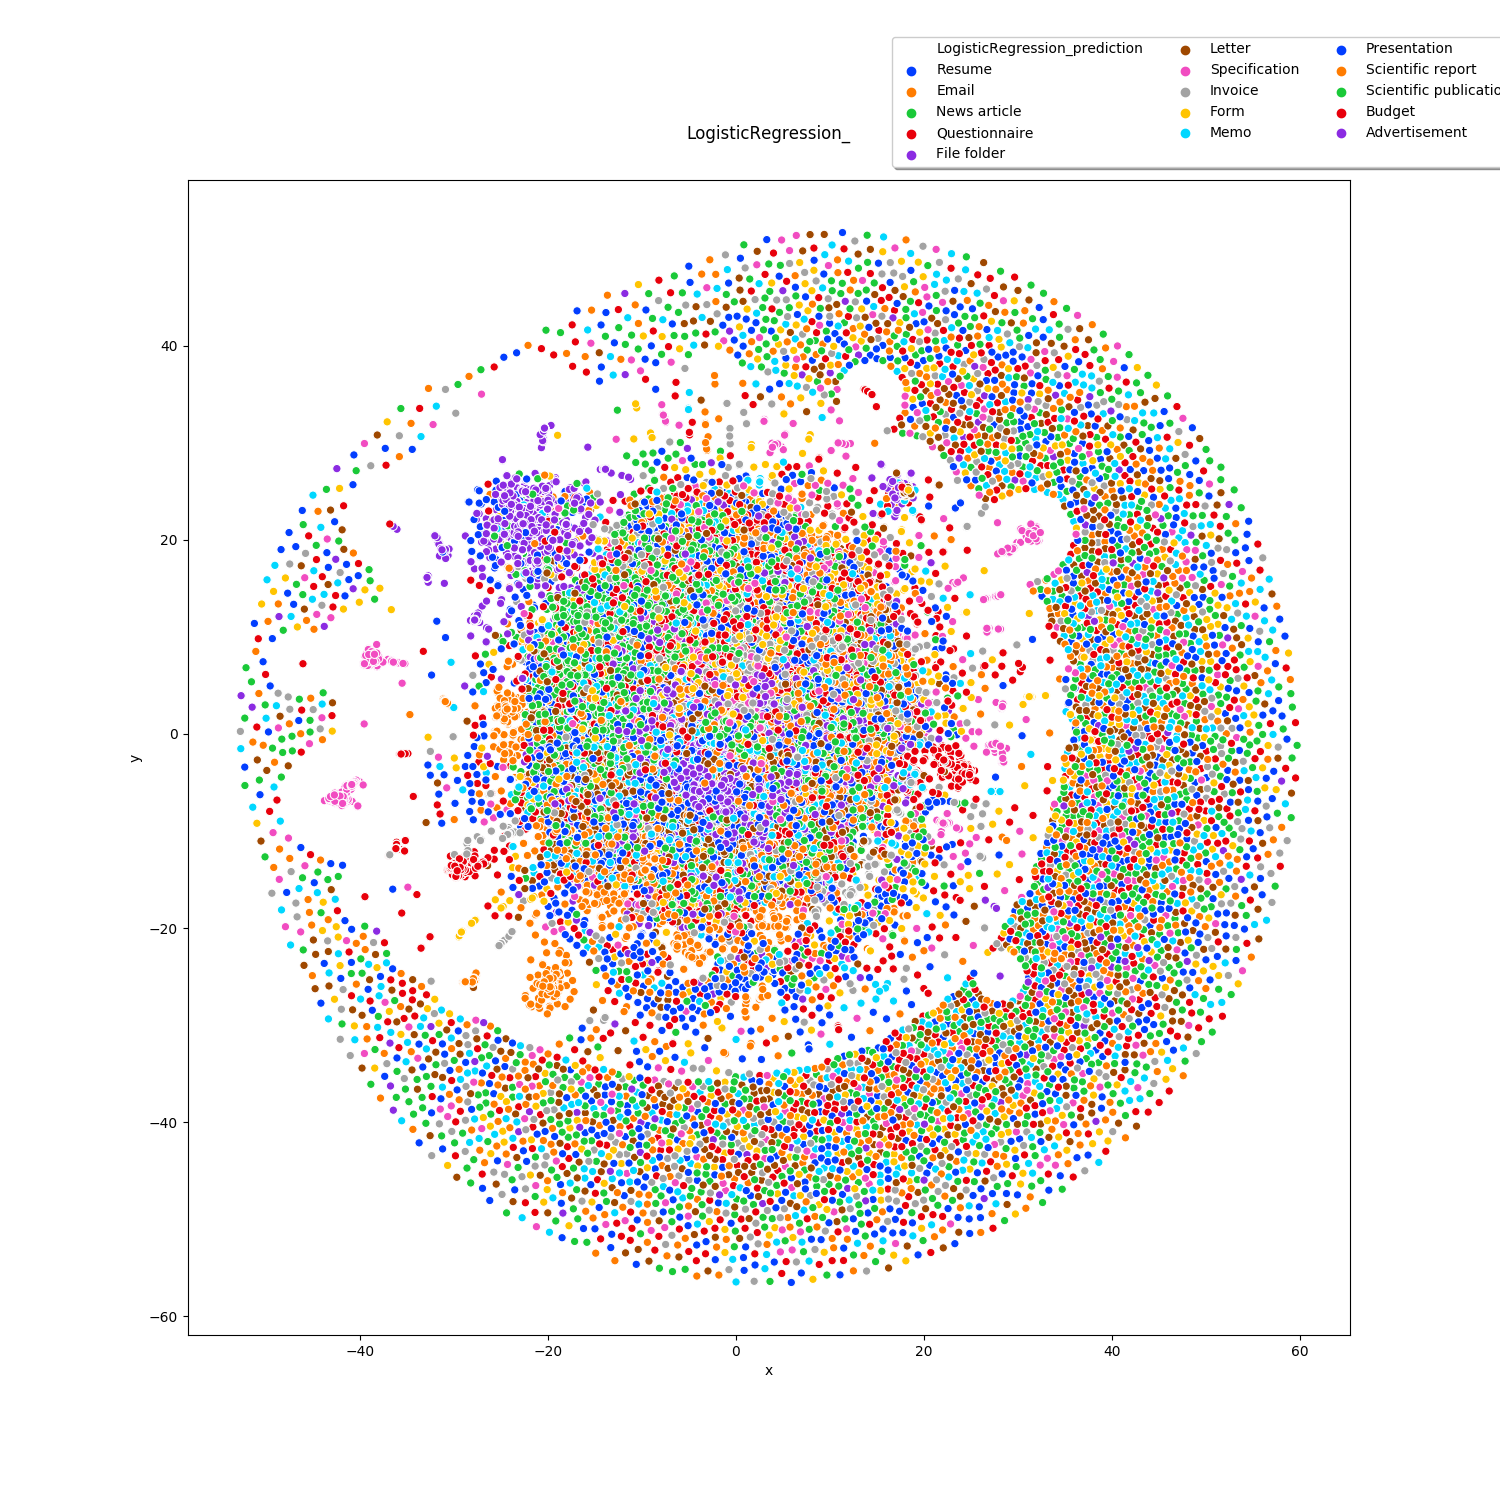 LogisticRegression_prediction
Resume
Email
News article
Questionnaire
File folder
Letter
Specification
Invoice
Form
Memo
Presentation
Scientific report
Scientific publicatio
Budget
Advertisement
LogisticRegression_
40
20
0
−20
−40
−60
y
−40
−20
0
20
40
60
x